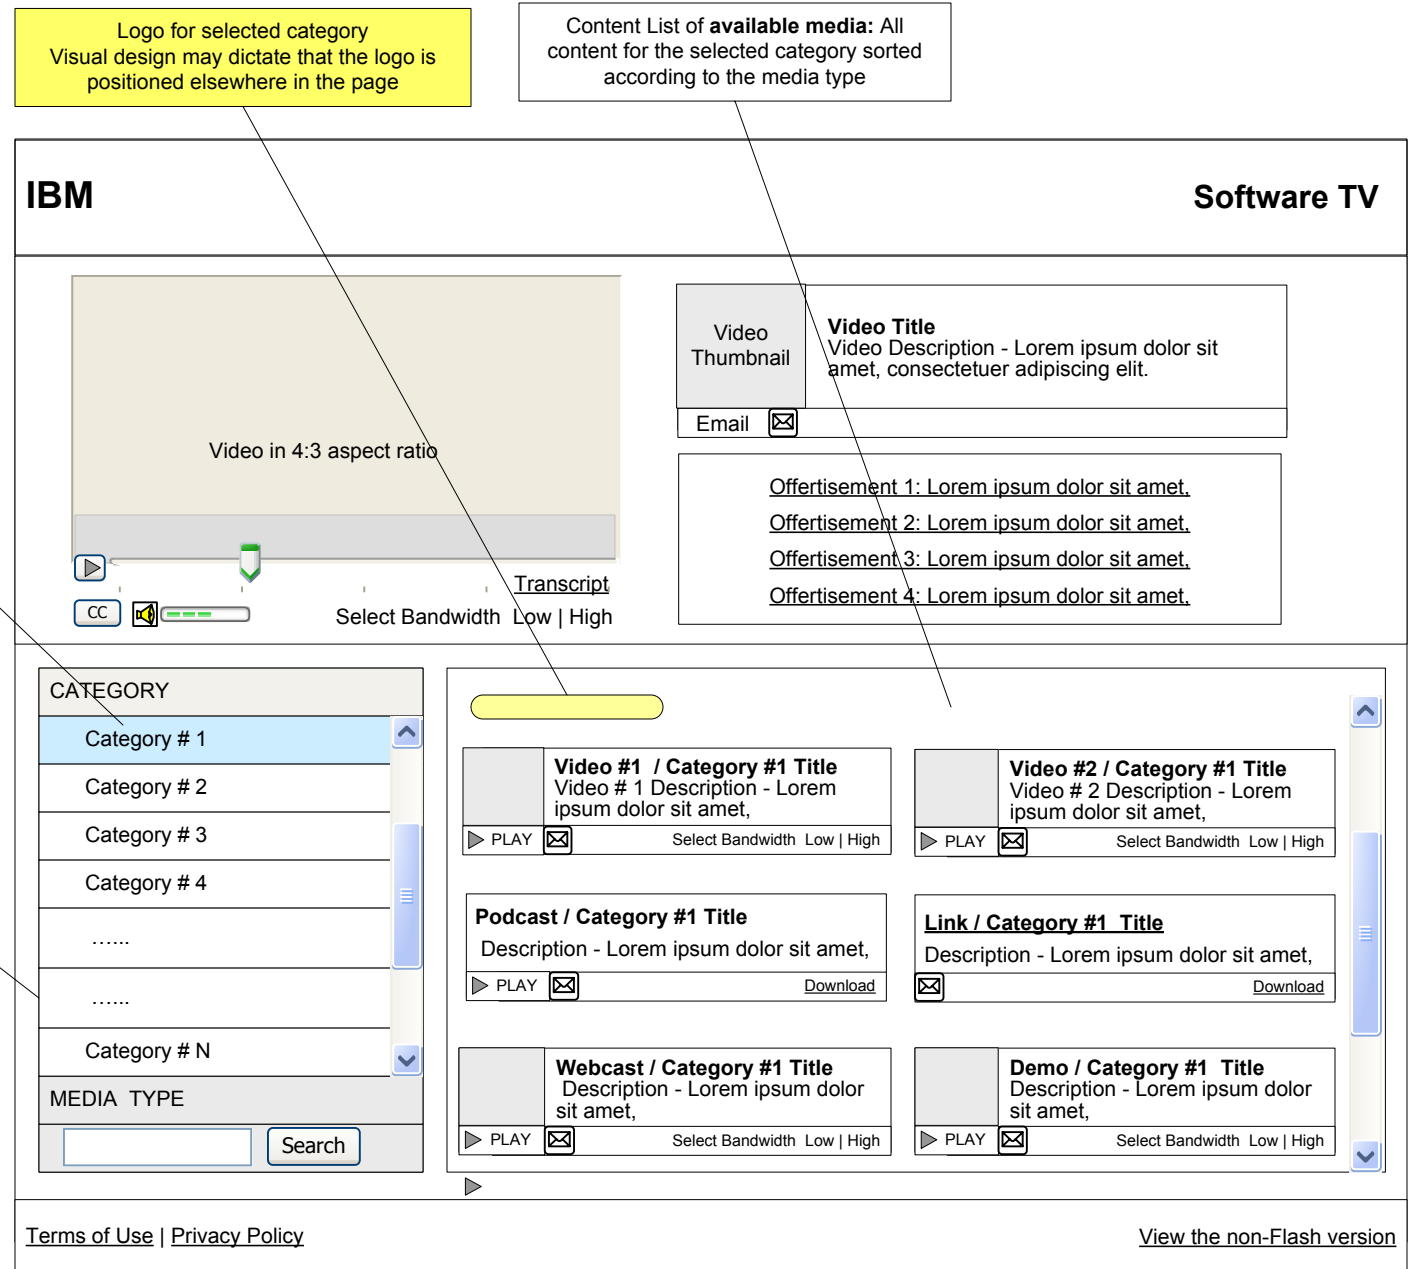 Logo for selected category
Visual design may dictate that the logo is
positioned elsewhere in the page
Content List of available media: All
content for the selected category sorted
according to the media type
IBM
Software TV
Video in 4:3 aspect ratio
Transcript
CC
Select Bandwidth Low | High
Video
Thumbnail
Video Title
Video Description - Lorem ipsum dolor sit
amet, consectetuer adipiscing elit.
Email
Offertisement 1: Lorem ipsum dolor sit amet,
Offertisement 2: Lorem ipsum dolor sit amet,
Offertisement 3: Lorem ipsum dolor sit amet,
Offertisement 4: Lorem ipsum dolor sit amet,
CATEGORY
Category # 1
Category # 2
Category # 3
Category # 4
…...
…...
Category # N
MEDIA TYPE
Search
Video #1 / Category #1 Title
Video # 1 Description - Lorem
ipsum dolor sit amet,
PLAY
Select Bandwidth Low | High
Video #2 / Category #1 Title
Video # 2 Description - Lorem
ipsum dolor sit amet,
PLAY
Select Bandwidth Low | High
Podcast / Category #1 Title
Description - Lorem ipsum dolor sit amet,
PLAY
Download
Link / Category #1 Title
Description - Lorem ipsum dolor sit amet,
Download
Webcast / Category #1 Title
Description - Lorem ipsum dolor
sit amet,
PLAY
Select Bandwidth Low | High
Demo / Category #1 Title
Description - Lorem ipsum dolor
sit amet,
PLAY
Select Bandwidth Low | High
Terms of Use | Privacy Policy
View the non-Flash version